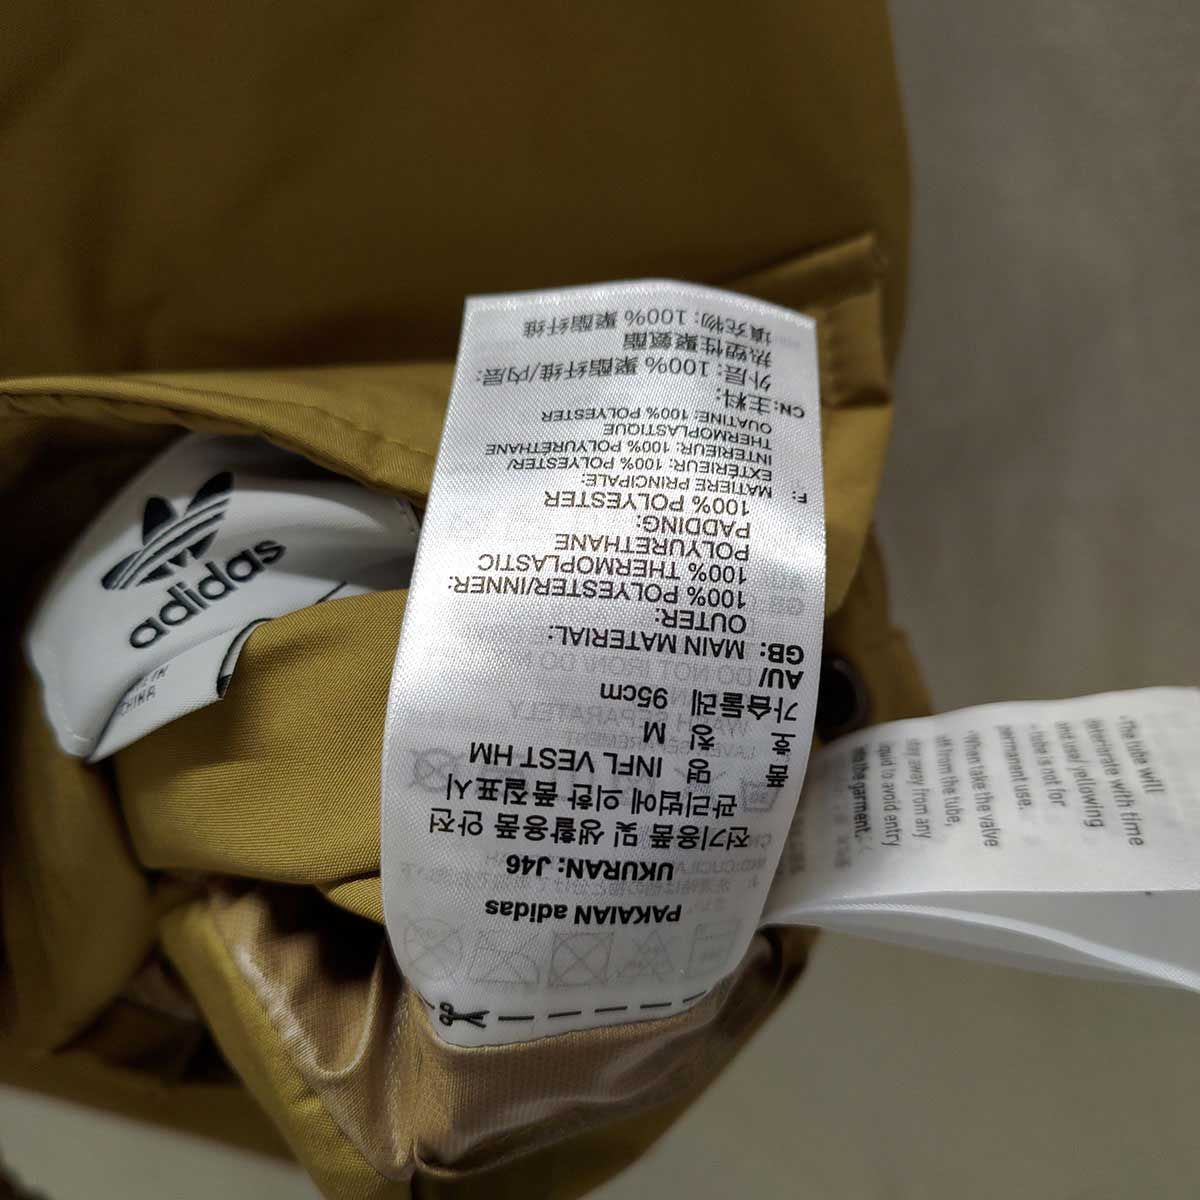 PAKAIAN adidas
UKURAN: J46
전기용품 및 생활용품 안전
관리법에 의한 품질표시
품 명 INFL VEST HM
호 칭 M
가슴둘레 95cm
AU/
GB: MAIN MATERIAL:
OUTER:
100% POLYESTER/INNER:
100% THERMOPLASTIC
POLYURETHANE
PADDING:
100% POLYESTER
F: MATIERE PRINCIPALE:
EXTÉRIEUR: 100% POLYESTER/
INTERIEUR: 100% POLYURÉTHANE
THERMOPLASTIQUE
OUATINE: 100% POLYESTER
CN: 主料:
外层: 100% 聚酯纤维/内层:
热塑性聚氨酯
填充物: 100% 聚酯纤维
adidas
CHINA
•The tube will
deteriorate with time
and use/ yellowing
• tube is not for
permanent use.
•When take the valve
off from the tube,
stay away from any
liquid to avoid entry
into the garment.